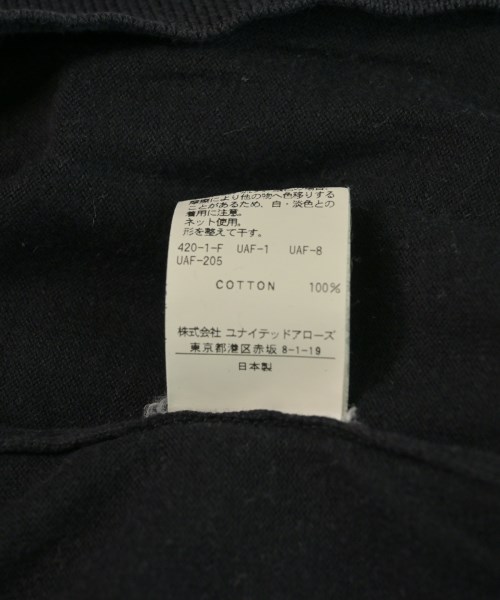 摩擦により他の物へ色移りする
ことがあるため、白・淡色との
着用に注意。
ネット使用。
形を整えて干す。
420-1-F UAF-1 UAF-8
UAF-205
COTTON 100%
株式会社 ユナイテッドアローズ
東京都港区赤坂 8-1-19
日本製